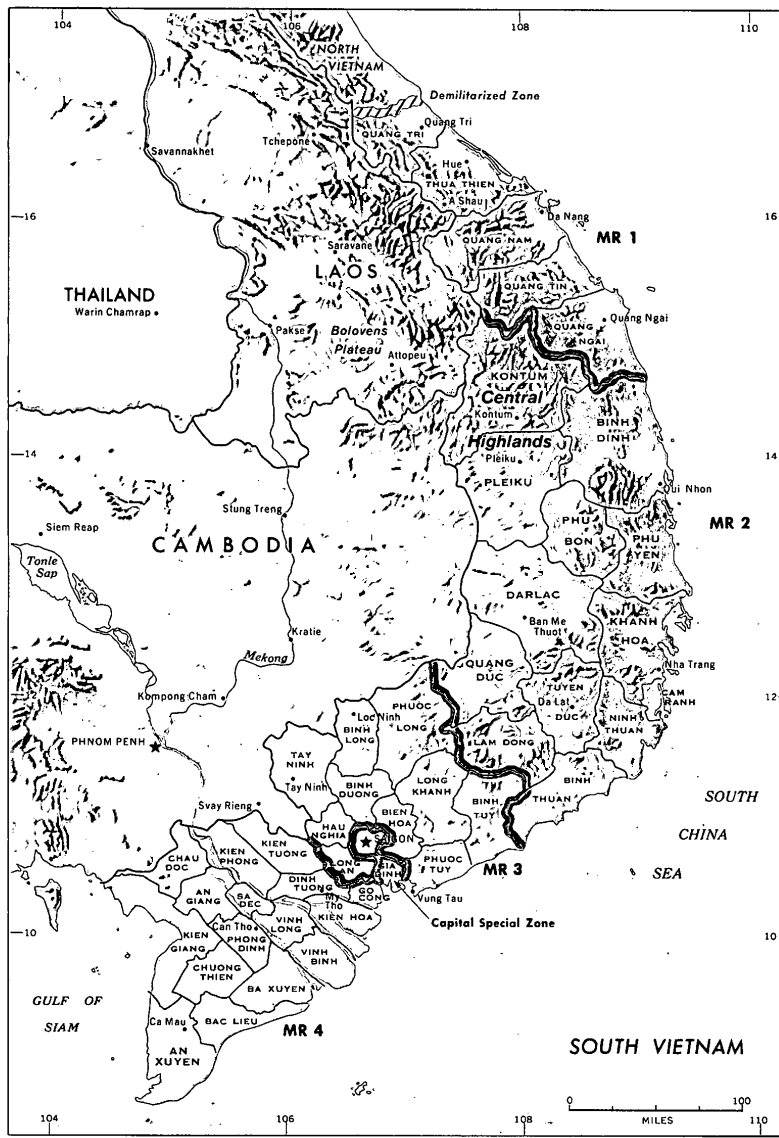 104
106
108
110
NORTH
VIETNAM
Demilitarized Zone
Quang Tri
QUANG TRI
Tchepone
Savannakhet
Hue
THUA THIEN
A Shau
16
16
Da Nang
MR 1
QUANG NAM
Saravane
LAOS
THAILAND
Warin Chamrap
QUANG TIN
Quang Ngai
QUANG
NGAI
Pakse
Bolovens
Plateau
Attopeu
KONTUM
Central
Kontum
Highlands
BINH
DINH
14
14
Pleiku
PLEIKU
Qui Nhon
MR 2
Stung Treng
Siem Reap
CAMBODIA
PHU
BON
PHU
YEN
Tonle
Sap
DARLAC
Ban Me
Thuot
KHANH
HOA
Kratie
Mekong
QUANG
DUC
Nha Trang
Kompong Cham
12
12
TUYEN
Da Lat
DUC
CAM
RANH
NINH
THUAN
PHUOC
LONG
Loc Ninh
BINH
LONG
PHNOM PENH
LAM DONG
TAY
NINH
Tay Ninh
BINH
DUONG
LONG
KHANH
BINH
TUY
BINH
THUAN
Svay Rieng
BIEN
HOA
SOUTH
CHINA
SEA
HAU
NGHIA
SAIGON
KIEN
PHONG
KIEN
TUONG
CHAU
DOC
LONG
AN
GIA
DINH
PHUOC
TUY
MR 3
AN
GIANG
SA
DEC
DINH
TUONG
My
Tho
GO
CONG
Vung Tau
KIEN HOA
Capital Special Zone
10
10
KIEN
GIANG
Can Tho
PHONG
DINH
VINH
LONG
VINH
BINH
CHUONG
THIEN
BA XUYEN
GULF OF
SIAM
Ca Mau
BAC LIEU
MR 4
AN
XUYEN
SOUTH VIETNAM
0
100
MILES
104
106
108
110